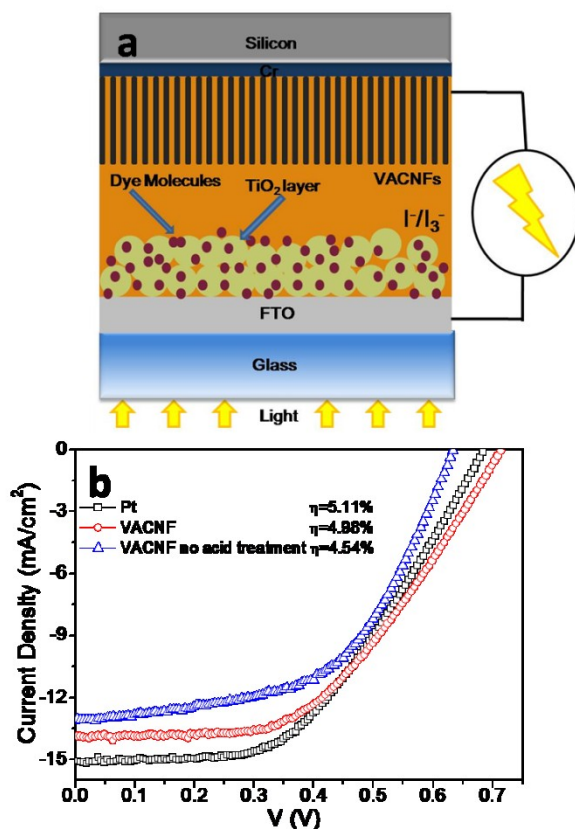 a
Silicon
Cr
Dye Molecules
TiO₂ layer
VACNFs
I⁻/I₃⁻
FTO
Glass
Light
b
Pt η=5.11%
VACNF η=4.98%
VACNF no acid treatment η=4.54%
Current Density (mA/cm²)
0
-3
-6
-9
-12
-15
0.0 0.1 0.2 0.3 0.4 0.5 0.6 0.7
V (V)